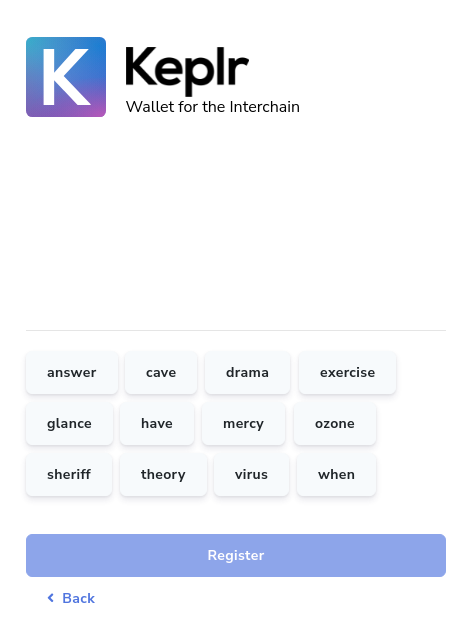 K
Keplr
Wallet for the Interchain
answer cave drama exercise
glance have mercy ozone
sheriff theory virus when
Register
Back